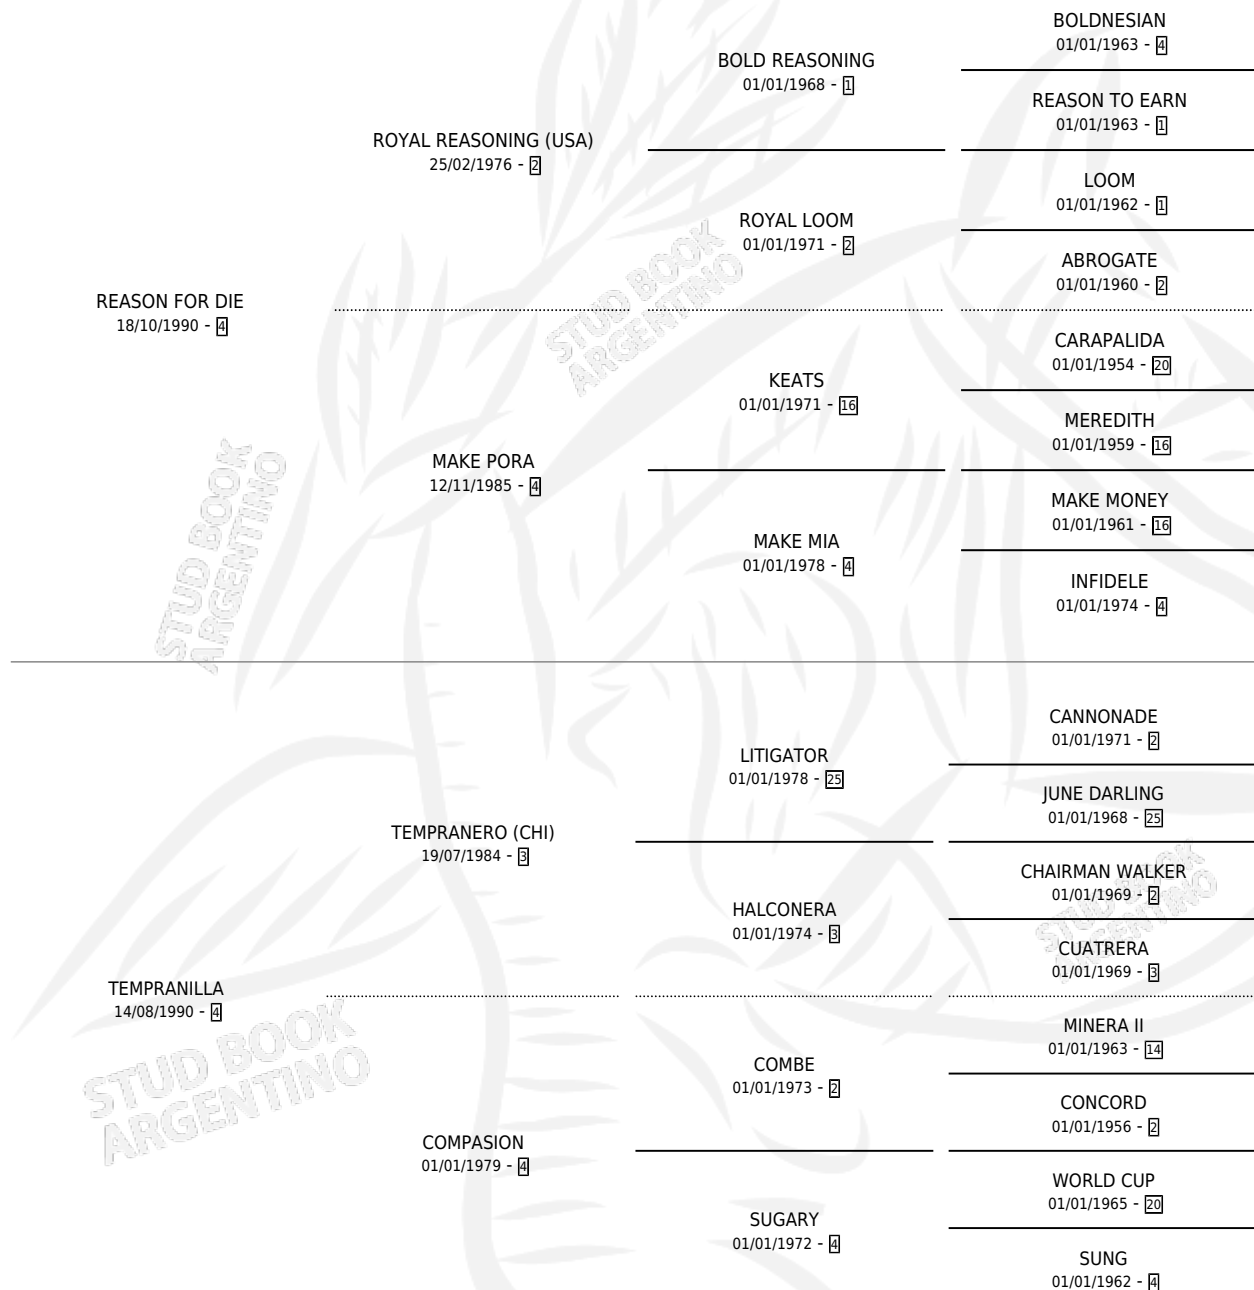 BOLDNESIAN
01/01/1963 - 4
BOLD REASONING
01/01/1968 - 1
REASON TO EARN
01/01/1963 - 1
ROYAL REASONING (USA)
25/02/1976 - 2
LOOM
01/01/1962 - 1
ROYAL LOOM
01/01/1971 - 2
ABROGATE
01/01/1960 - 2
REASON FOR DIE
18/10/1990 - 4
CARAPALIDA
01/01/1954 - 20
KEATS
01/01/1971 - 16
MEREDITH
01/01/1959 - 16
MAKE PORA
12/11/1985 - 4
MAKE MONEY
01/01/1961 - 16
MAKE MIA
01/01/1978 - 4
INFIDELE
01/01/1974 - 4
CANNONADE
01/01/1971 - 2
LITIGATOR
01/01/1978 - 25
JUNE DARLING
01/01/1968 - 25
TEMPRANERO (CHI)
19/07/1984 - 3
CHAIRMAN WALKER
01/01/1969 - 2
HALCONERA
01/01/1974 - 3
CUATRERA
01/01/1969 - 3
TEMPRANILLA
14/08/1990 - 4
MINERA II
01/01/1963 - 14
COMBE
01/01/1973 - 2
CONCORD
01/01/1956 - 2
COMPASION
01/01/1979 - 4
WORLD CUP
01/01/1965 - 20
SUGARY
01/01/1972 - 4
SUNG
01/01/1962 - 4
STUD BOOK
ARGENTINO
STUD BOOK
ARGENTINO
STUD BOOK
ARGENTINO
STUD BOOK
ARGENTINO